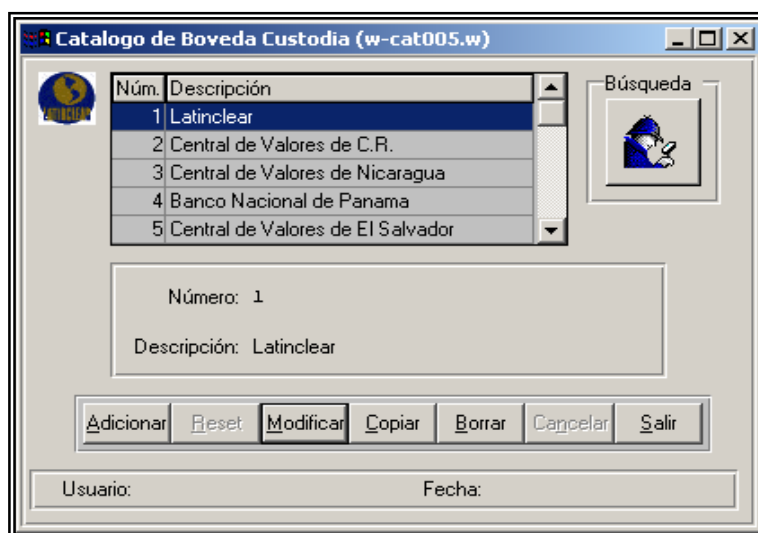 Catalogo de Boveda Custodia (w-cat005.w)
LATINCLEAR
Núm. Descripción
Búsqueda
1 Latinclear
2 Central de Valores de C.R.
3 Central de Valores de Nicaragua
4 Banco Nacional de Panama
5 Central de Valores de El Salvador
Número: 1
Descripción: Latinclear
Adicionar Reset Modificar Copiar Borrar Cancelar Salir
Usuario: Fecha: